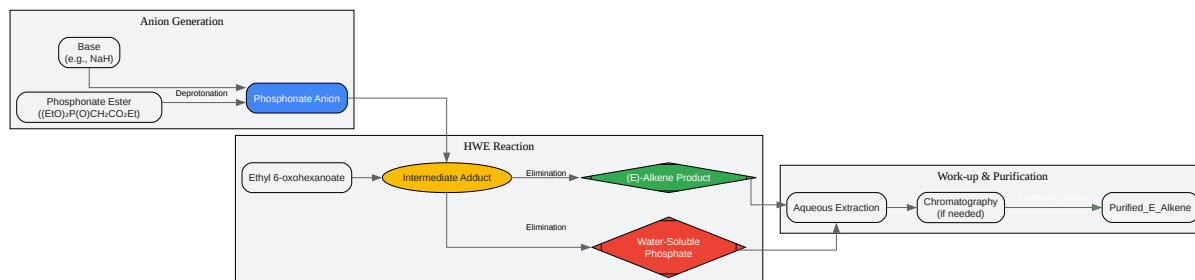 Anion Generation
Base
(e.g., NaH)
Phosphonate Ester
((EtO)₂P(O)CH₂CO₂Et)
Deprotonation
Phosphonate Anion
HWE Reaction
Ethyl 6-oxohexanoate
Intermediate Adduct
Elimination
(E)-Alkene Product
Elimination
Water-Soluble
Phosphate
Work-up & Purification
Aqueous Extraction
Chromatography
(if needed)
Purified_E_Alkene